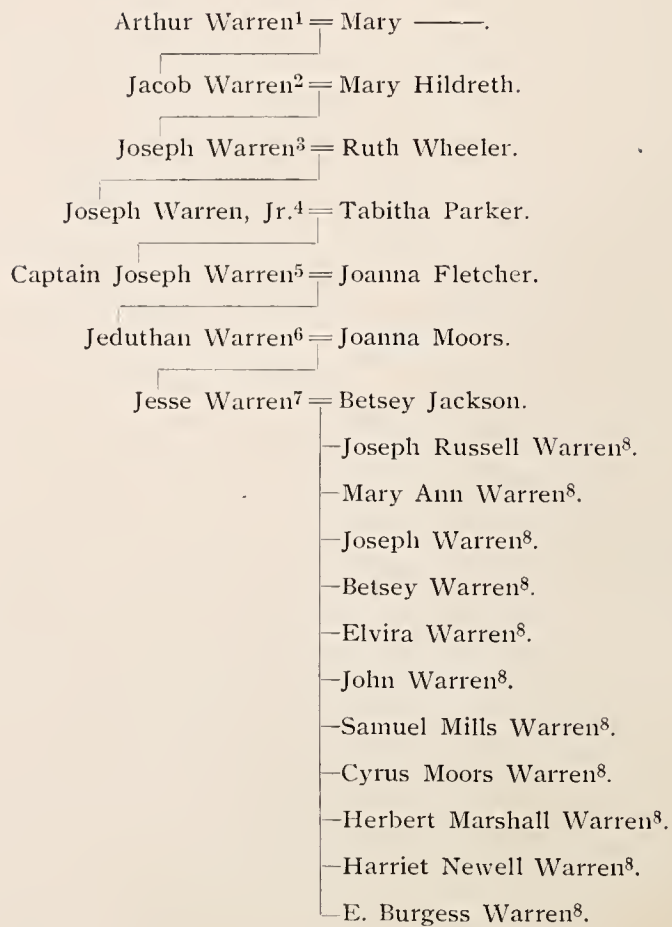 Arthur Warren¹ = Mary ——.
Jacob Warren² = Mary Hildreth.
Joseph Warren³ = Ruth Wheeler.
Joseph Warren, Jr.⁴ = Tabitha Parker.
Captain Joseph Warren⁵ = Joanna Fletcher.
Jeduthan Warren⁶ = Joanna Moors.
Jesse Warren⁷ = Betsey Jackson.
Joseph Russell Warren⁸.
Mary Ann Warren⁸.
Joseph Warren⁸.
Betsey Warren⁸.
Elvira Warren⁸.
John Warren⁸.
Samuel Mills Warren⁸.
Cyrus Moors Warren⁸.
Herbert Marshall Warren⁸.
Harriet Newell Warren⁸.
E. Burgess Warren⁸.